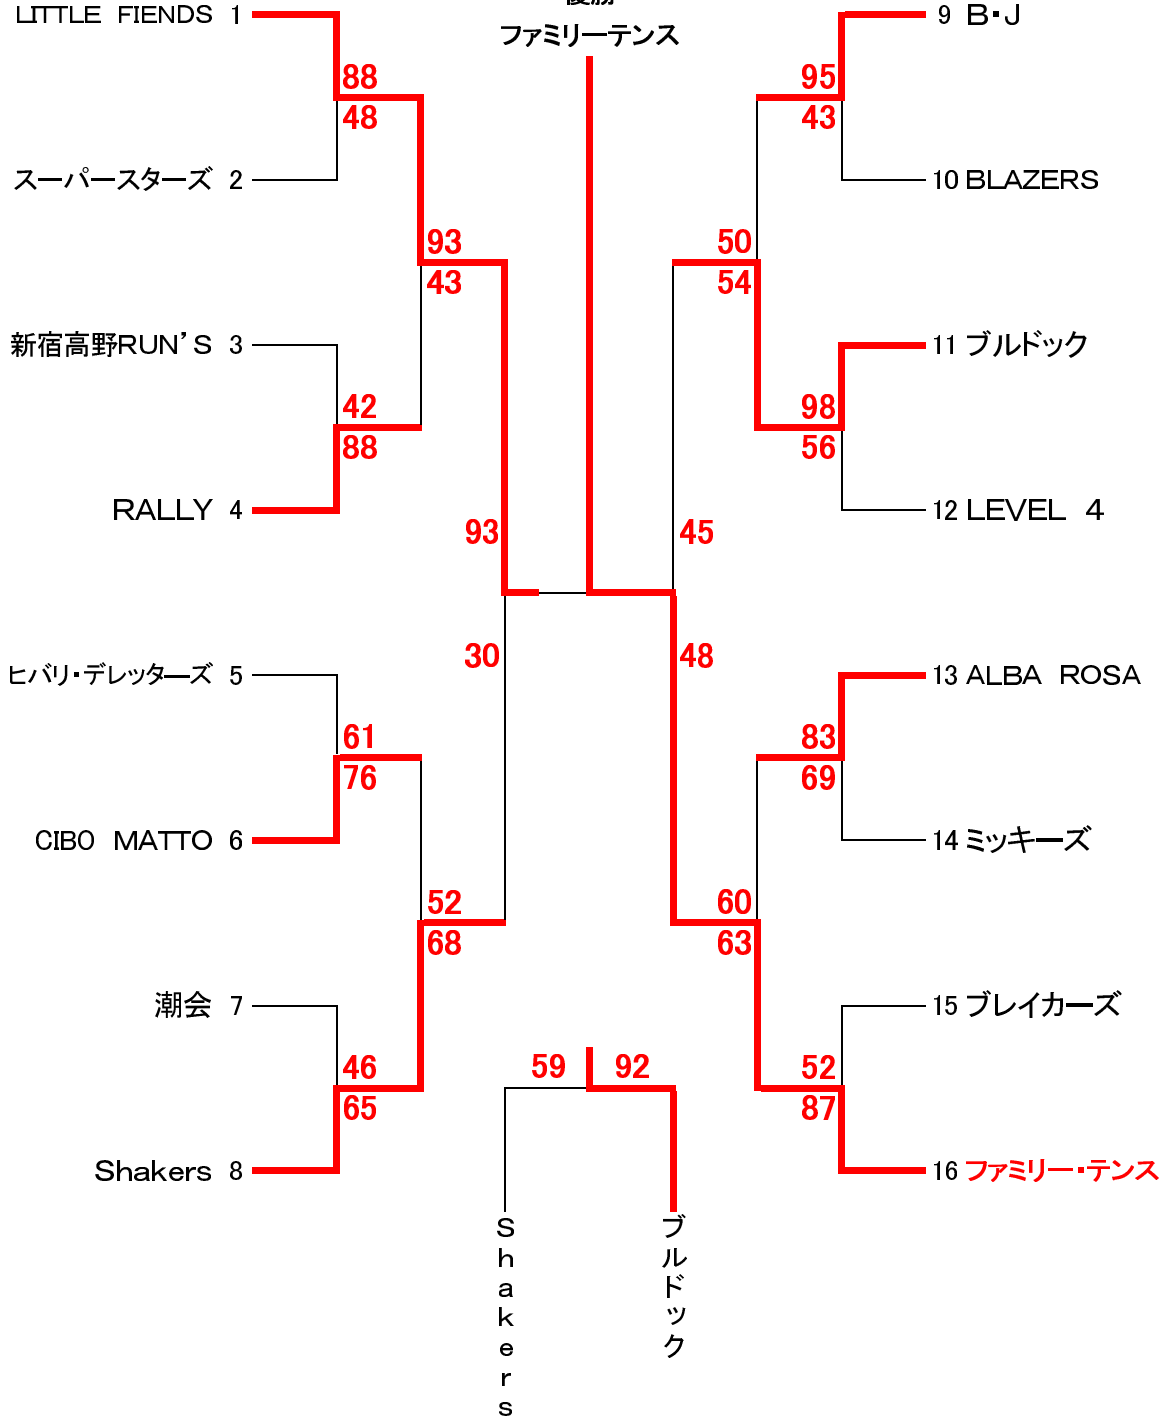 優勝
ファミリーテンス
LITTLE FIENDS 1
88
48
スーパースターズ 2
93
43
新宿高野RUN'S 3
42
88
RALLY 4
93
30
ヒバリ・デレッターズ 5
61
76
CIBO MATTO 6
52
68
潮会 7
46
65
Shakers 8
9 B・J
95
43
10 BLAZERS
50
54
11 ブルドック
98
56
12 LEVEL 4
45
48
13 ALBA ROSA
83
69
14 ミッキーズ
60
63
15 ブレイカーズ
52
87
16 ファミリー・テンス
59 92
Shakers
ブルドック